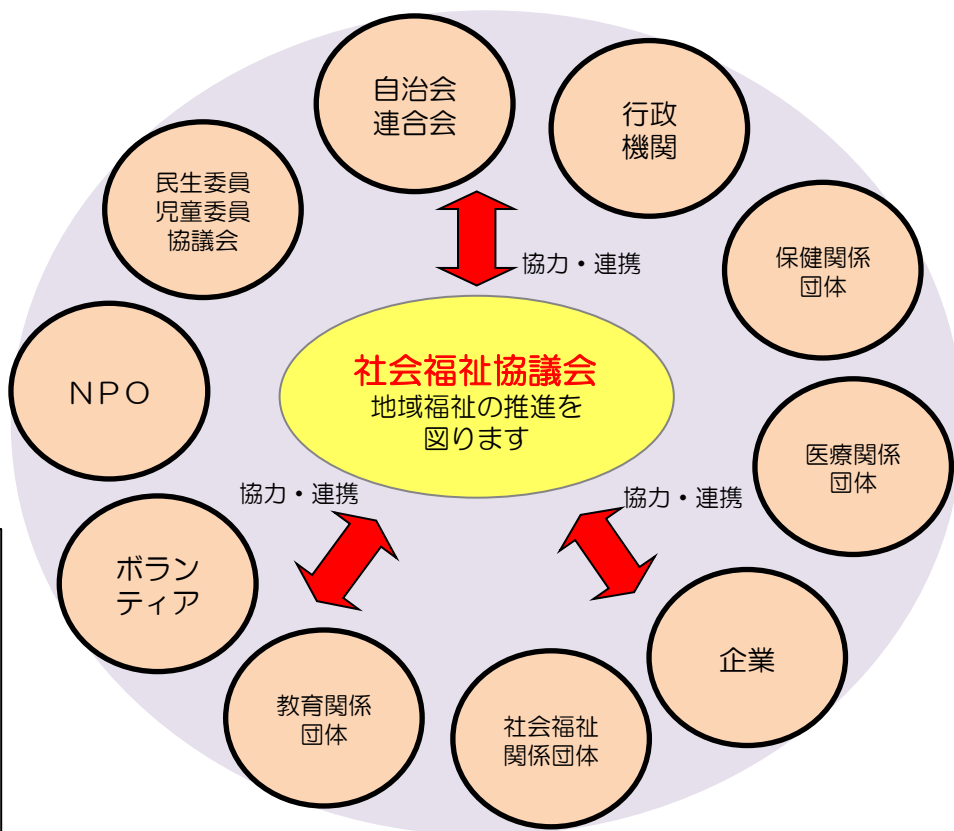 自治会
連合会
行政
機関
民生委員
児童委員
協議会
保健関係
団体
協力・連携
社会福祉協議会
地域福祉の推進を
図ります
NPO
医療関係
団体
協力・連携
協力・連携
ボラン
ティア
企業
教育関係
団体
社会福祉
関係団体